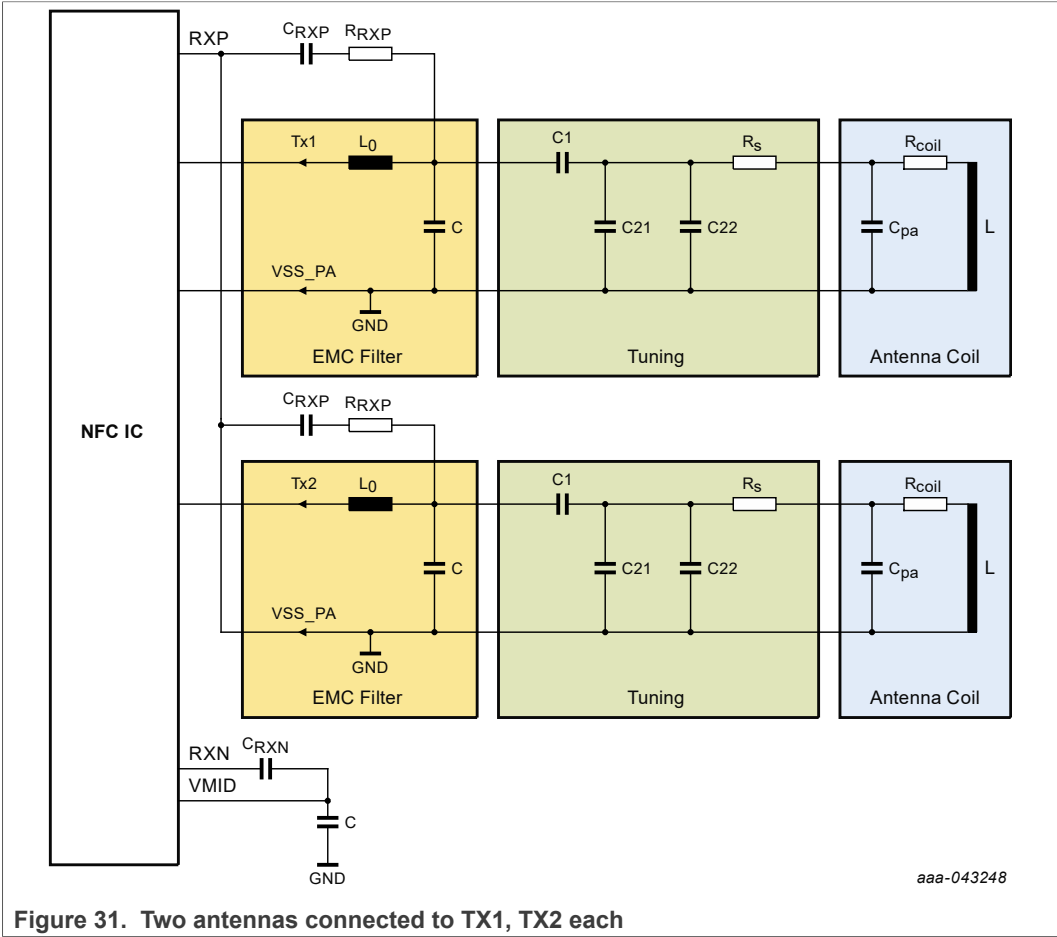 RXP
CRXP RRXP
Tx1 L0 C1 Rs Rcoil
C C21 C22 Cpa L
VSS_PA
GND
EMC Filter Tuning Antenna Coil
CRXP RRXP
NFC IC
Tx2 L0 C1 Rs Rcoil
C C21 C22 Cpa L
VSS_PA
GND
EMC Filter Tuning Antenna Coil
RXN CRXN
VMID
C
GND
aaa-043248
Figure 31. Two antennas connected to TX1, TX2 each